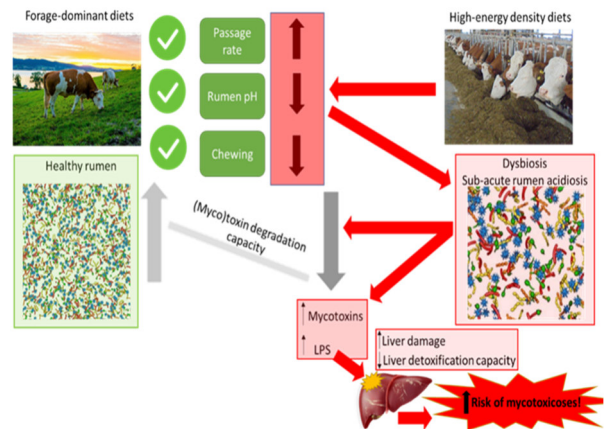 Forage-dominant diets
High-energy density diets
Passage
rate
Rumen pH
Chewing
Healthy rumen
Dysbiosis
Sub-acute rumen acidiosis
(Myco)toxin degradation
capacity
Mycotoxins
LPS
Liver damage
Liver detoxification capacity
Risk of mycotoxicoses!